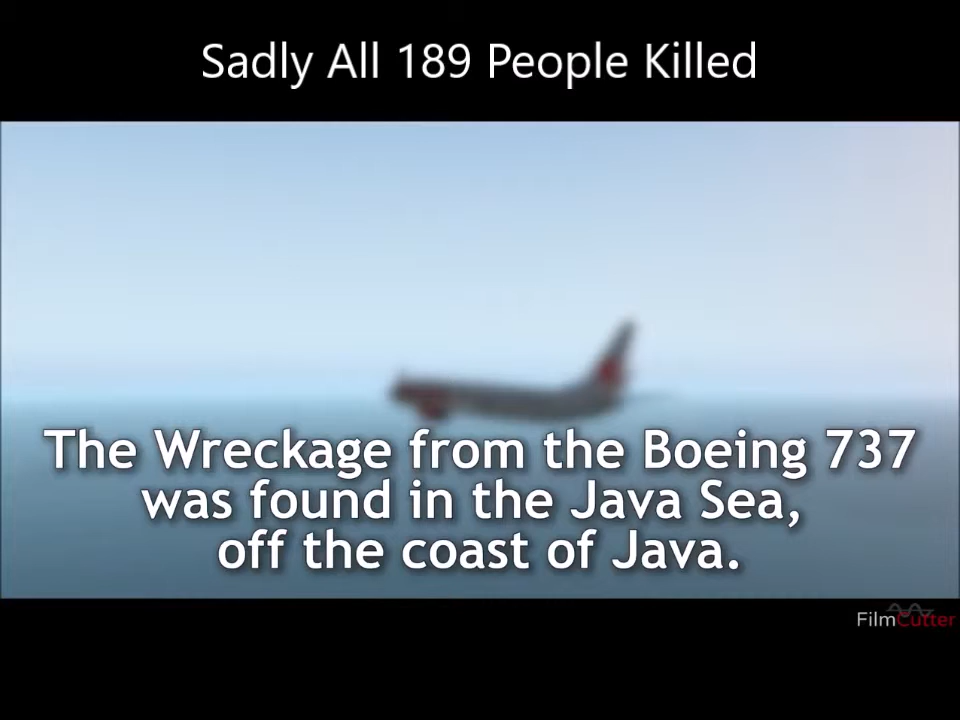 Sadly All 189 People Killed
The Wreckage from the Boeing 737
was found in the Java Sea,
off the coast of Java.
FilmCutter